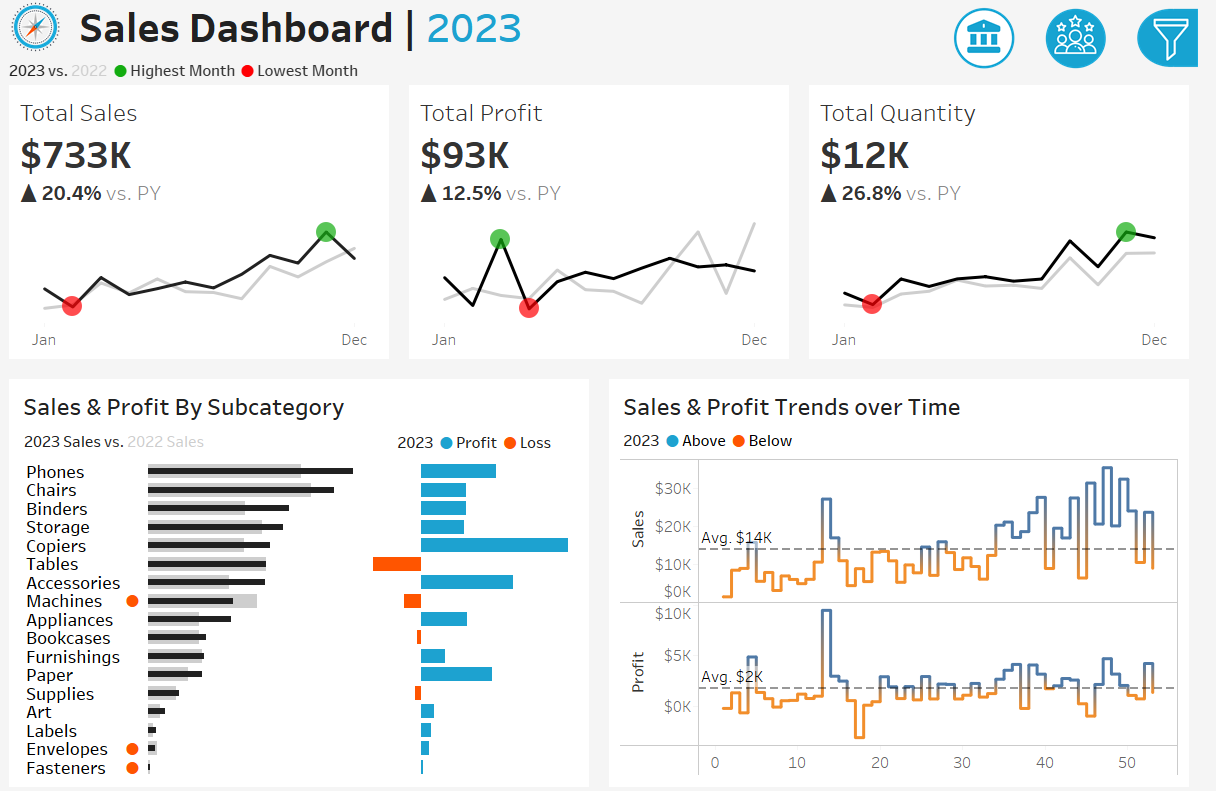 Sales Dashboard | 2023
2023 vs. 2022 Highest Month Lowest Month
Total Sales
$733K
▲ 20.4% vs. PY
Jan Dec
Total Profit
$93K
▲ 12.5% vs. PY
Jan Dec
Total Quantity
$12K
▲ 26.8% vs. PY
Jan Dec
Sales & Profit By Subcategory
2023 Sales vs. 2022 Sales
2023 Profit Loss
Phones
Chairs
Binders
Storage
Copiers
Tables
Accessories
Machines
Appliances
Bookcases
Furnishings
Paper
Supplies
Art
Labels
Envelopes
Fasteners
Sales & Profit Trends over Time
2023 Above Below
Sales
$30K
$20K
$10K
$0K
Avg. $14K
Profit
$10K
$5K
$0K
Avg. $2K
0 10 20 30 40 50